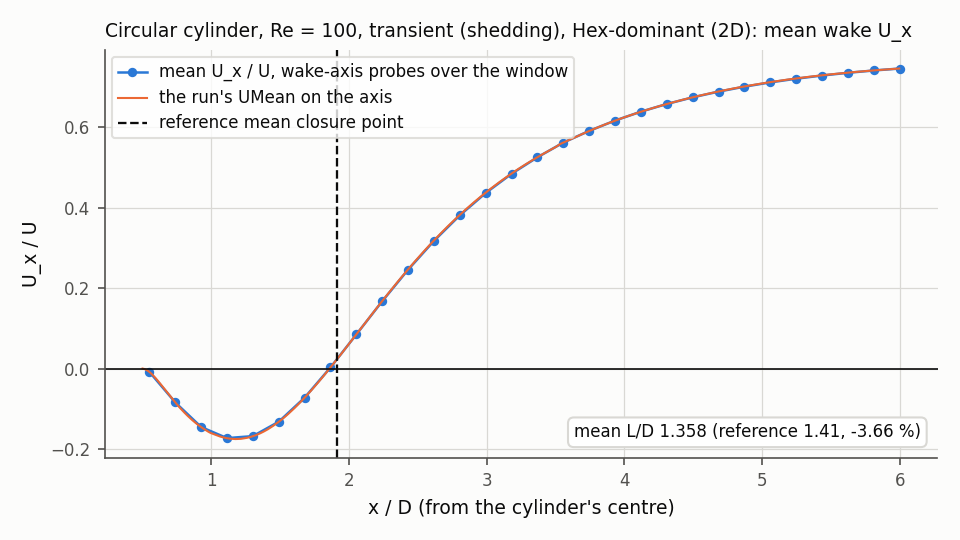 Circular cylinder, Re = 100, transient (shedding), Hex-dominant (2D): mean wake U_x
mean U_x / U, wake-axis probes over the window
the run's UMean on the axis
reference mean closure point
U_x / U
0.6
0.4
0.2
0.0
−0.2
mean L/D 1.358 (reference 1.41, -3.66 %)
1 2 3 4 5 6
x / D (from the cylinder's centre)